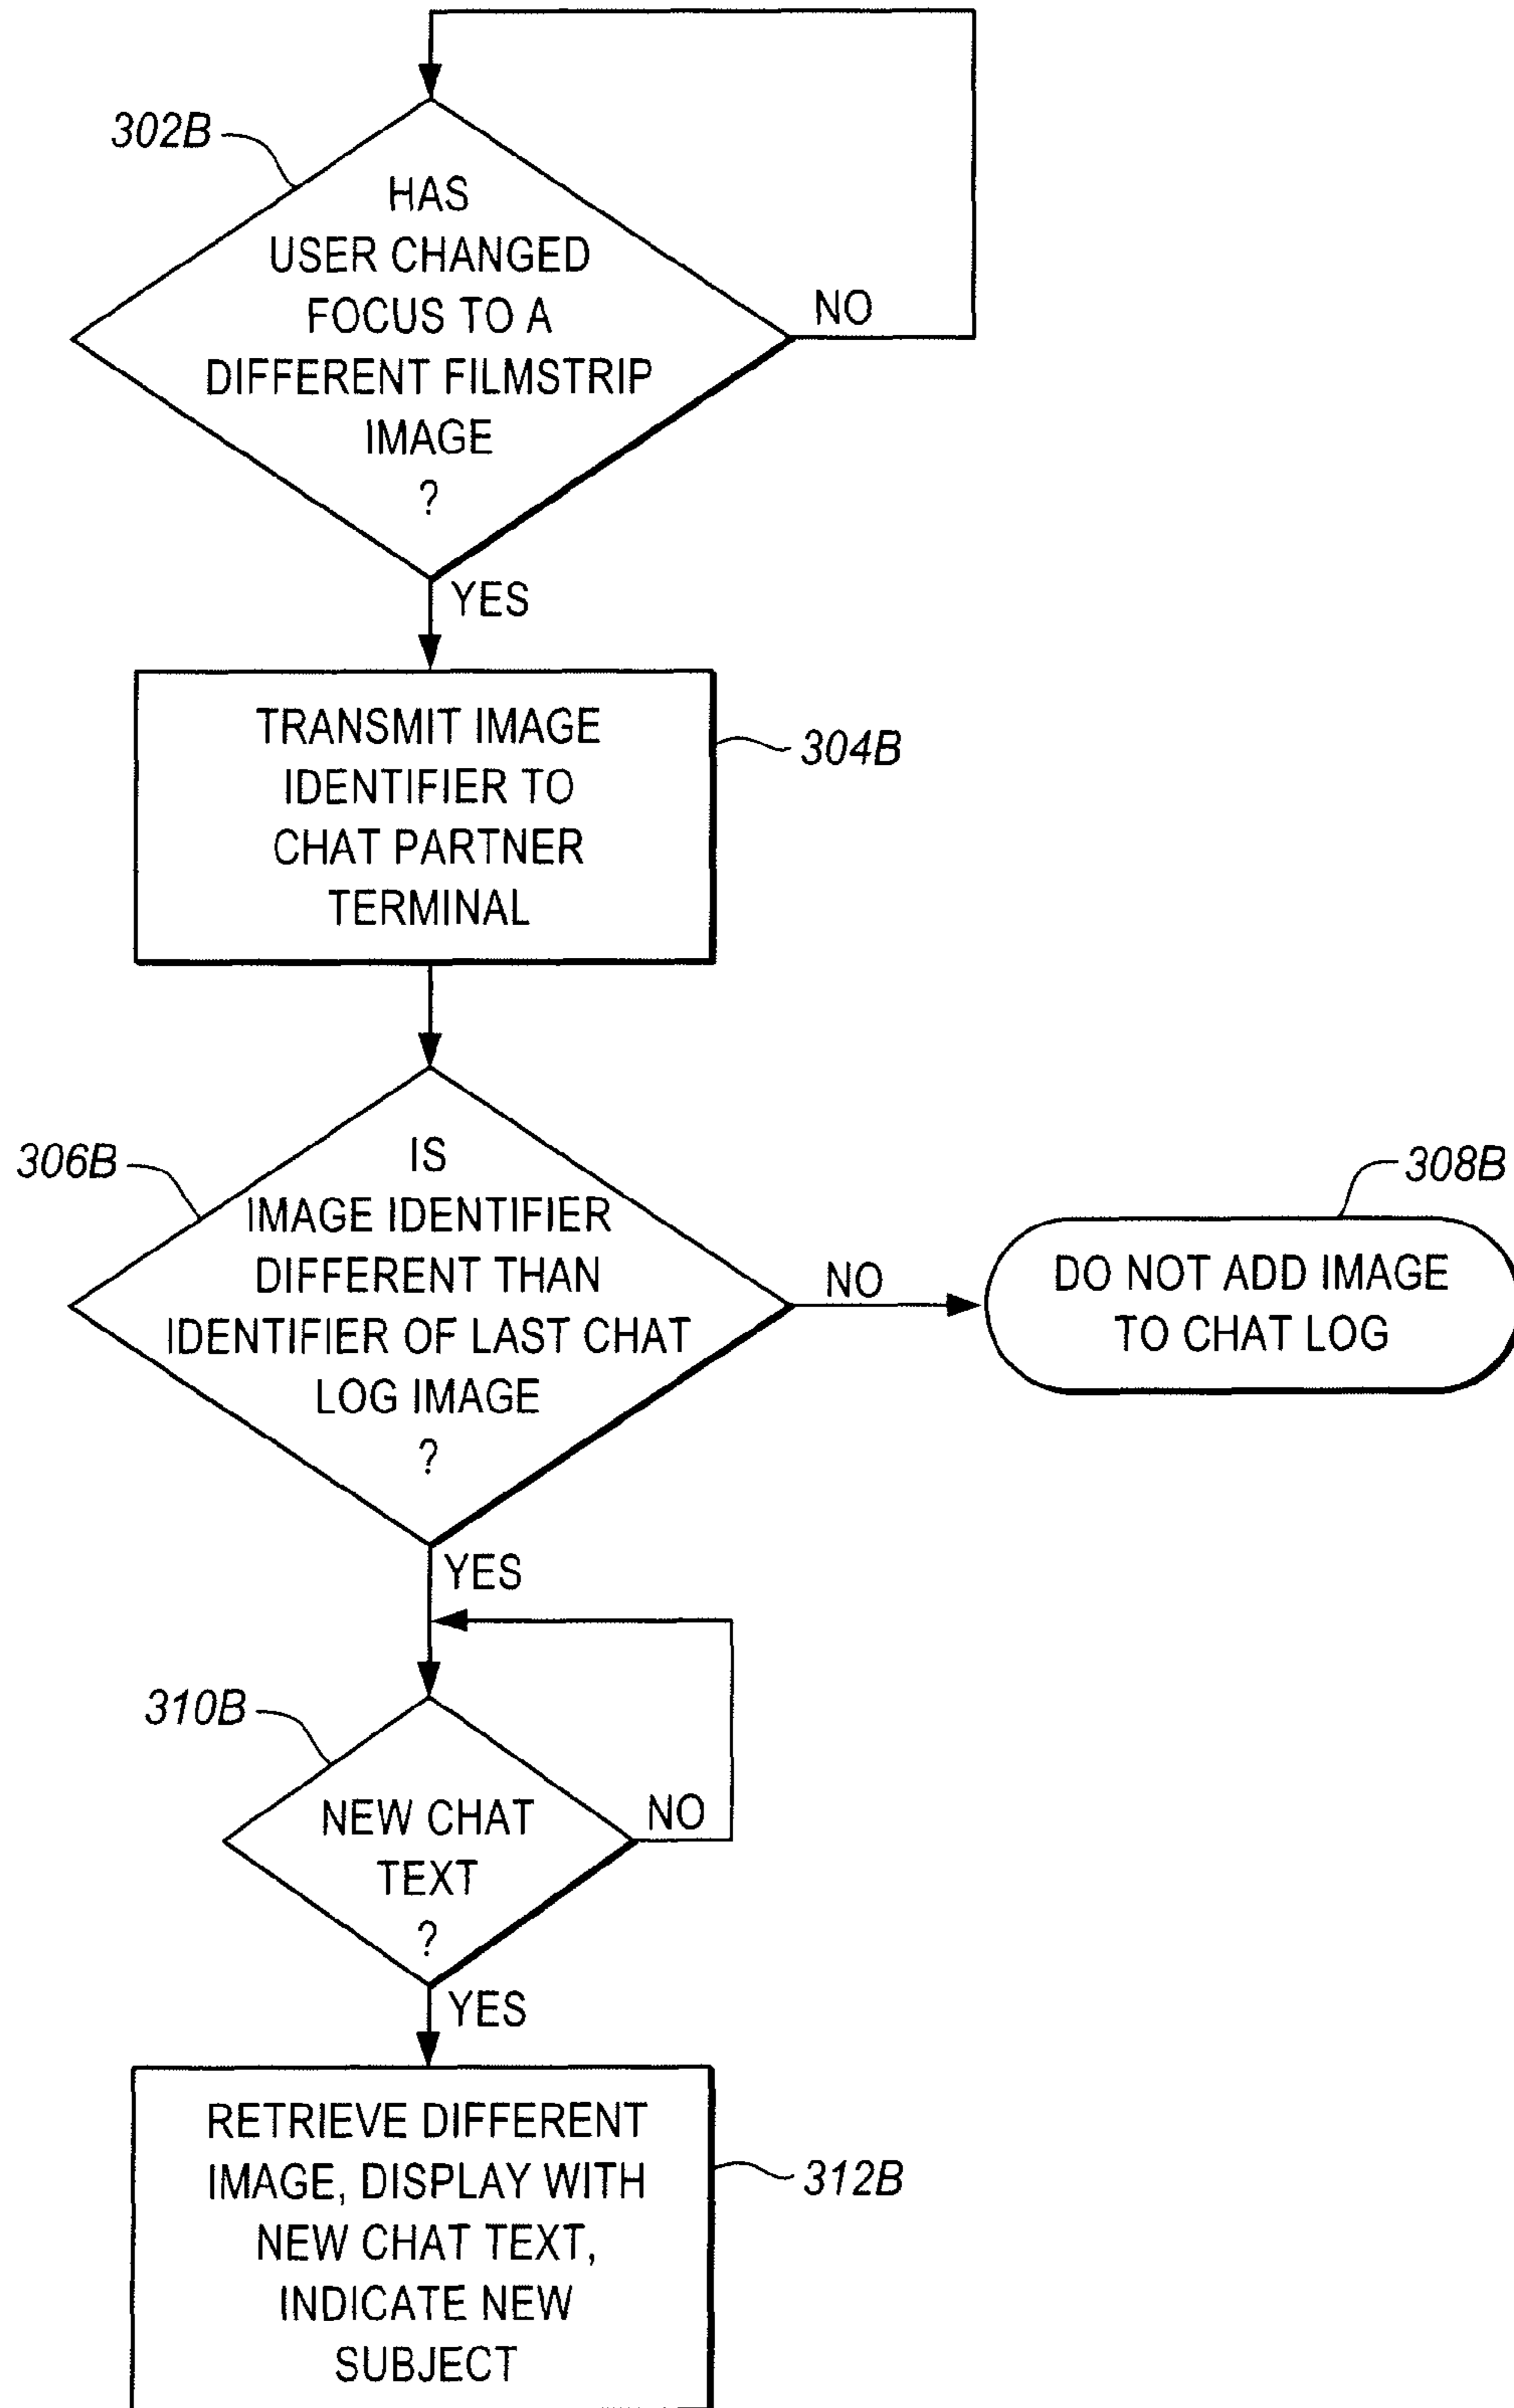 302B
HAS
USER CHANGED
FOCUS TO A
DIFFERENT FILMSTRIP
IMAGE
?
NO
YES
TRANSMIT IMAGE
IDENTIFIER TO
CHAT PARTNER
TERMINAL
304B
306B
IS
IMAGE IDENTIFIER
DIFFERENT THAN
IDENTIFIER OF LAST CHAT
LOG IMAGE
?
NO
308B
DO NOT ADD IMAGE
TO CHAT LOG
YES
310B
NEW CHAT
TEXT
?
NO
YES
RETRIEVE DIFFERENT
IMAGE, DISPLAY WITH
NEW CHAT TEXT,
INDICATE NEW
SUBJECT
312B